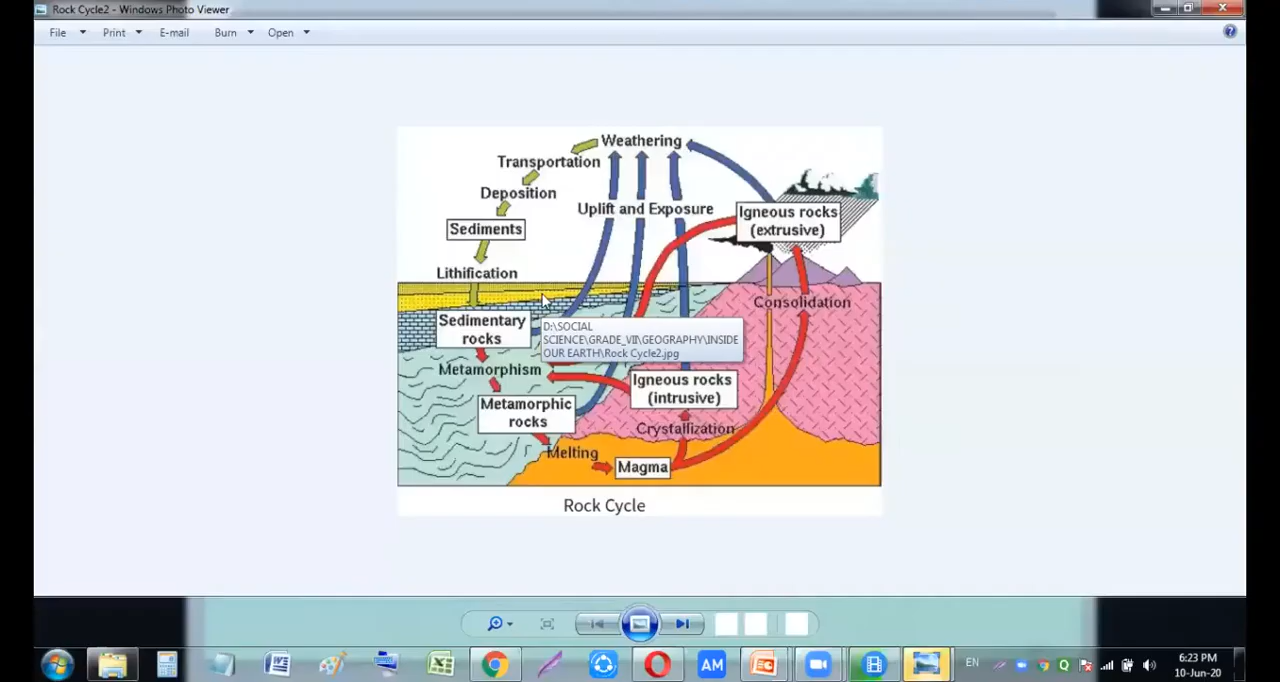 Rock Cycle2 - Windows Photo Viewer
File Print E-mail Burn Open
Weathering
Transportation
Deposition
Uplift and Exposure
Igneous rocks
(extrusive)
Sediments
Lithification
Consolidation
Sedimentary
rocks
D:\SOCIAL
SCIENCE\GRADE_VII\GEOGRAPHY\INSIDE
OUR EARTH\Rock Cycle2.jpg
Metamorphism
Igneous rocks
(intrusive)
Metamorphic
rocks
Crystallization
Melting
Magma
Rock Cycle
AM
EN
6:23 PM
10-Jun-20